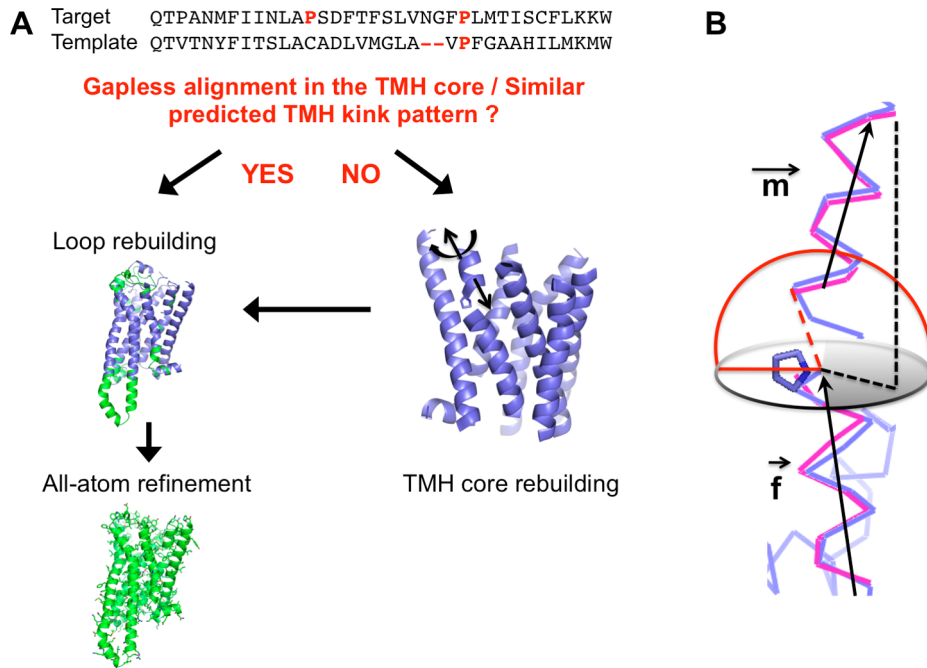 A
Target QTPANMFIINLAPSDFTFSLVNGFPLMTISCFLKKW
Template QTVTNYFITSLACADLVMGLA--VPFGAAHILMKMW
Gapless alignment in the TMH core / Similar
predicted TMH kink pattern ?
YES NO
Loop rebuilding
All-atom refinement
TMH core rebuilding
B
m
f